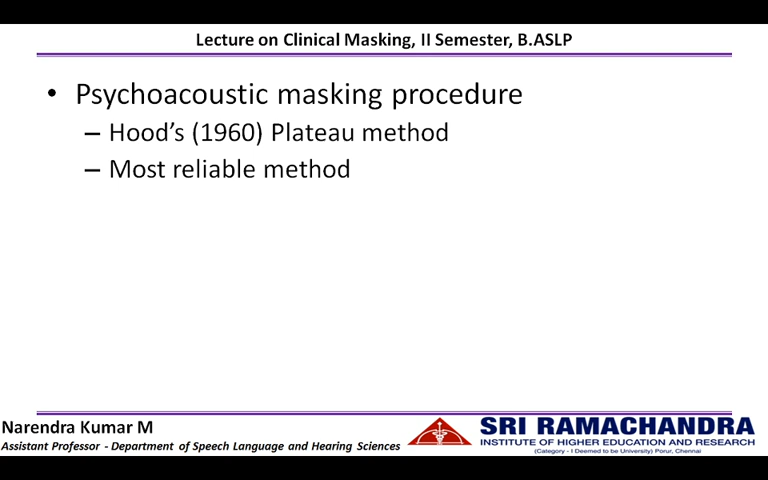 Lecture on Clinical Masking, II Semester, B.ASLP
• Psychoacoustic masking procedure
– Hood's (1960) Plateau method
– Most reliable method
Narendra Kumar M
Assistant Professor - Department of Speech Language and Hearing Sciences
SRI RAMACHANDRA
INSTITUTE OF HIGHER EDUCATION AND RESEARCH
(Category - I Deemed to be University) Porur, Chennai